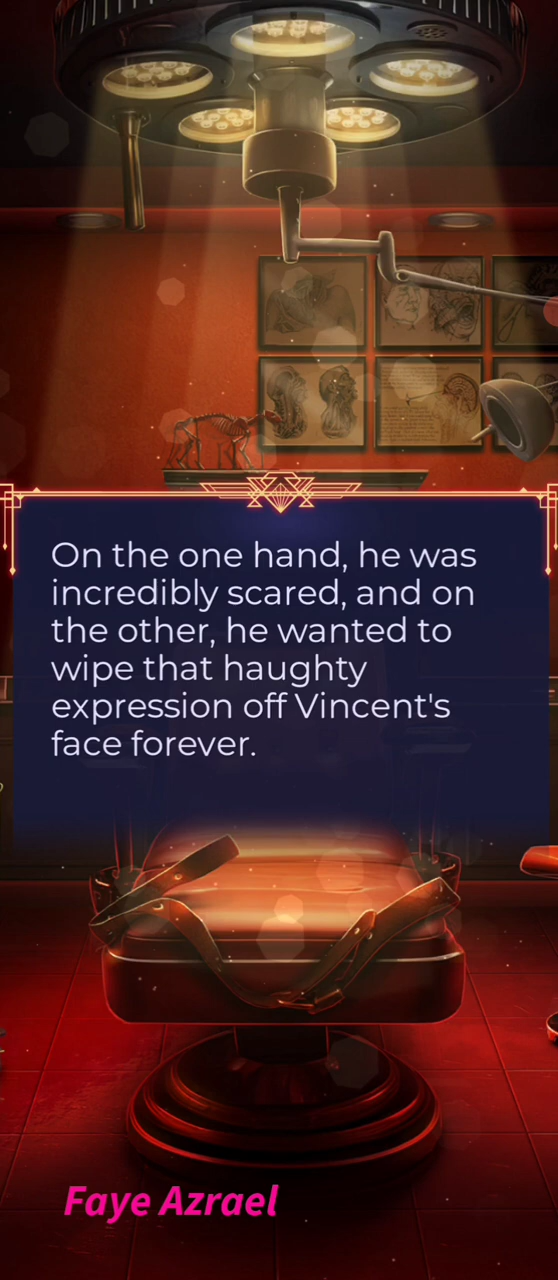 On the one hand, he was
incredibly scared, and on
the other, he wanted to
wipe that haughty
expression off Vincent's
face forever.
Faye Azrael